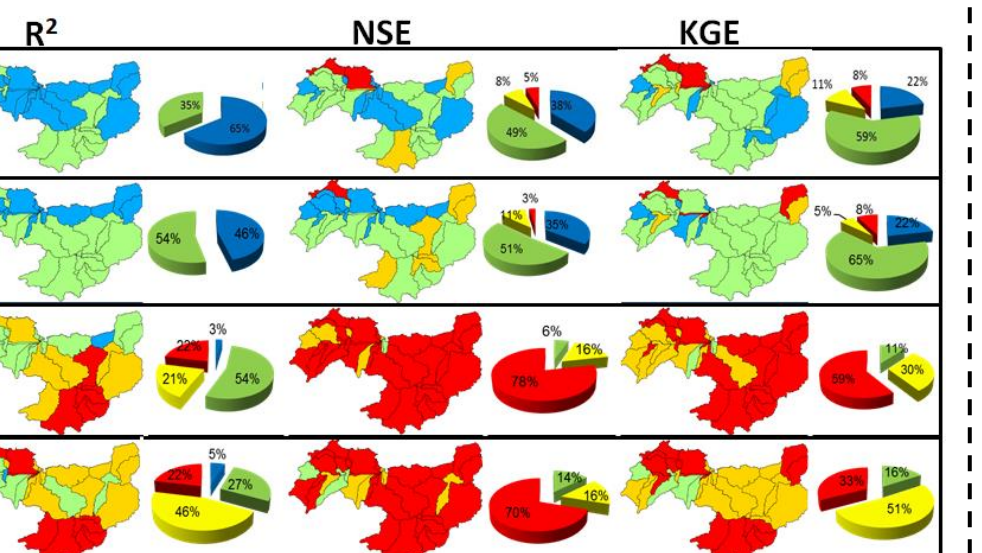 R² NSE KGE
35% 65% 8% 5% 38% 49% 11% 8% 22% 59%
54% 46% 11% 3% 35% 51% 5% 8% 22% 65%
22% 3% 21% 54% 6% 16% 78% 11% 30% 59%
22% 5% 27% 46% 14% 16% 70% 33% 16% 51%